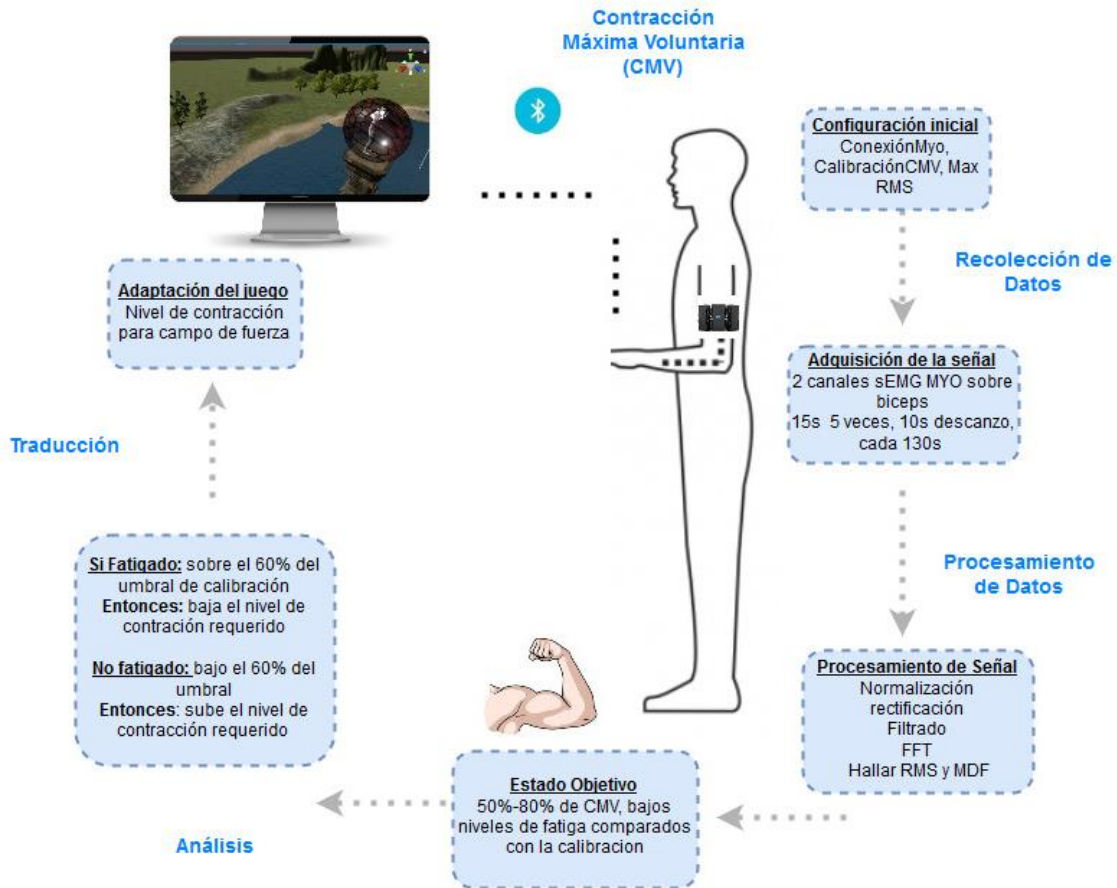 Contracción
Máxima Voluntaria
(CMV)
Configuración inicial
ConexiónMyo,
CalibraciónCMV, Max
RMS
Recolección de
Datos
Adquisición de la señal
2 canales sEMG MYO sobre
biceps
15s 5 veces, 10s descanzo,
cada 130s
Procesamiento
de Datos
Procesamiento de Señal
Normalización
rectificación
Filtrado
FFT
Hallar RMS y MDF
Estado Objetivo
50%-80% de CMV, bajos
niveles de fatiga comparados
con la calibracion
Análisis
Si Fatigado: sobre el 60% del
umbral de calibración
Entonces: baja el nivel de
contración requerido
No fatigado: bajo el 60% del
umbral
Entonces: sube el nivel de
contracción requerido
Traducción
Adaptación del juego
Nivel de contracción
para campo de fuerza